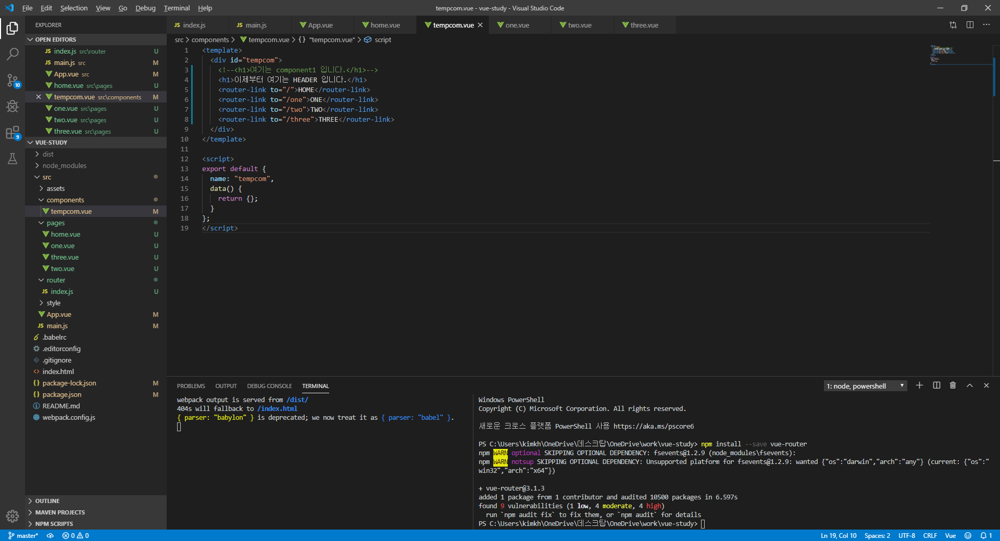 File Edit Selection View Go Debug Terminal Help
tempcom.vue - vue-study - Visual Studio Code
EXPLORER
OPEN EDITORS
JS index.js src\router U
JS main.js src M
App.vue src M
home.vue src\pages U
tempcom.vue src\components M
one.vue src\pages U
two.vue src\pages U
three.vue src\pages U
VUE-STUDY
dist
node_modules
src
assets
components
tempcom.vue M
pages
home.vue U
one.vue U
three.vue U
two.vue U
router
JS index.js U
style
App.vue M
JS main.js M
.babelrc
.editorconfig
.gitignore
index.html
package-lock.json M
package.json M
README.md
webpack.config.js
OUTLINE
MAVEN PROJECTS
NPM SCRIPTS
10
9
JS index.js JS main.js App.vue home.vue tempcom.vue one.vue two.vue three.vue
src > components > tempcom.vue > {} "tempcom.vue" > script
1 <template>
2 <div id="tempcom">
3 <!--<h1>여기는 component1 입니다.</h1>-->
4 <h1>이제부터 여기는 HEADER 입니다.</h1>
5 <router-link to="/">HOME</router-link>
6 <router-link to="/one">ONE</router-link>
7 <router-link to="/two">TWO</router-link>
8 <router-link to="/three">THREE</router-link>
9 </div>
10 </template>
11
12 <script>
13 export default {
14 name: "tempcom",
15 data() {
16 return {};
17 }
18 };
19 </script>
PROBLEMS OUTPUT DEBUG CONSOLE TERMINAL
1: node, powershell
webpack output is served from /dist/
404s will fallback to /index.html
{ parser: "babylon" } is deprecated; we now treat it as { parser: "babel" }.
Windows PowerShell
Copyright (C) Microsoft Corporation. All rights reserved.
새로운 크로스 플랫폼 PowerShell 사용 https://aka.ms/pscore6
PS C:\Users\kimkh\OneDrive\데스크탑\OneDrive\work\vue-study> npm install --save vue-router
npm WARN optional SKIPPING OPTIONAL DEPENDENCY: fsevents@1.2.9 (node_modules\fsevents):
npm WARN notsup SKIPPING OPTIONAL DEPENDENCY: Unsupported platform for fsevents@1.2.9: wanted {"os":"darwin","arch":"any"} (current: {"os":"
win32","arch":"x64"})
+ vue-router@3.1.3
added 1 package from 1 contributor and audited 10500 packages in 6.597s
found 9 vulnerabilities (1 low, 4 moderate, 4 high)
run `npm audit fix` to fix them, or `npm audit` for details
PS C:\Users\kimkh\OneDrive\데스크탑\OneDrive\work\vue-study>
master* 0 0
Ln 19, Col 10 Spaces: 2 UTF-8 CRLF Vue 1